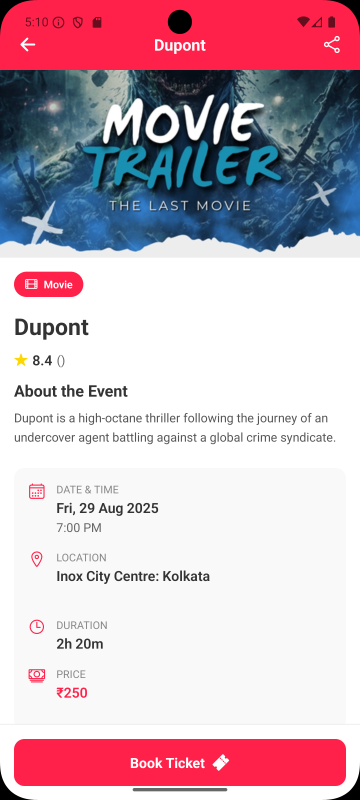 5:10
Dupont
MOVIE
TRAILER
THE LAST MOVIE
Movie
Dupont
8.4 ()
About the Event
Dupont is a high-octane thriller following the journey of an
undercover agent battling against a global crime syndicate.
DATE & TIME
Fri, 29 Aug 2025
7:00 PM
LOCATION
Inox City Centre: Kolkata
DURATION
2h 20m
PRICE
₹250
Book Ticket